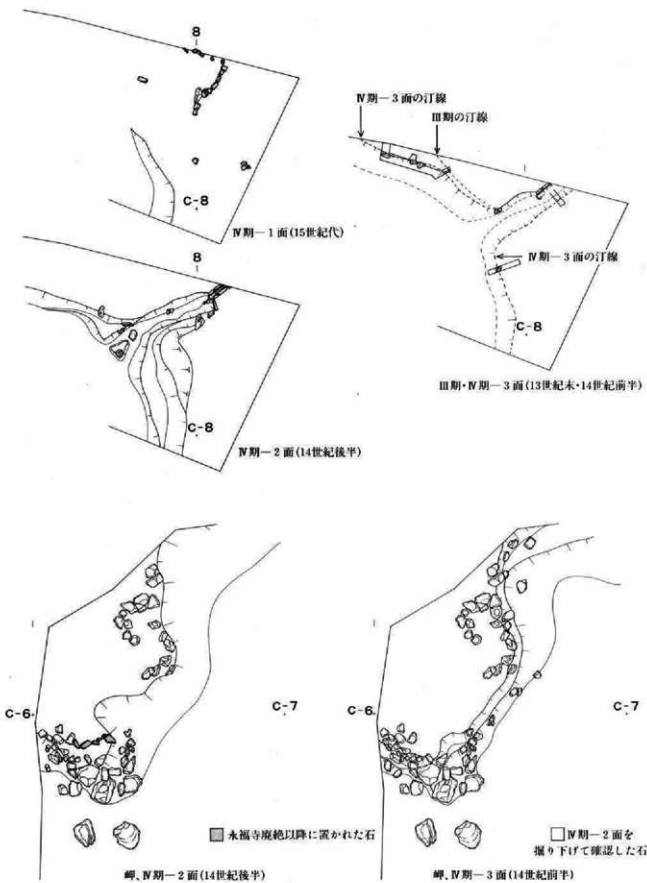 8
C-8
Ⅳ期―1面(15世紀代)
Ⅳ期―3面の汀線
Ⅲ期の汀線
Ⅳ期―3面の汀線
C-8
Ⅲ期・Ⅳ期―3面(13世紀末・14世紀前半)
8
C-8
Ⅳ期―2面(14世紀後半)
C-6
C-7
永福寺廃絶以降に置かれた石
岬、Ⅳ期―2面(14世紀後半)
C-6
C-7
Ⅳ期―2面を
掘り下げて確認した石
岬、Ⅳ期―3面(14世紀前半)